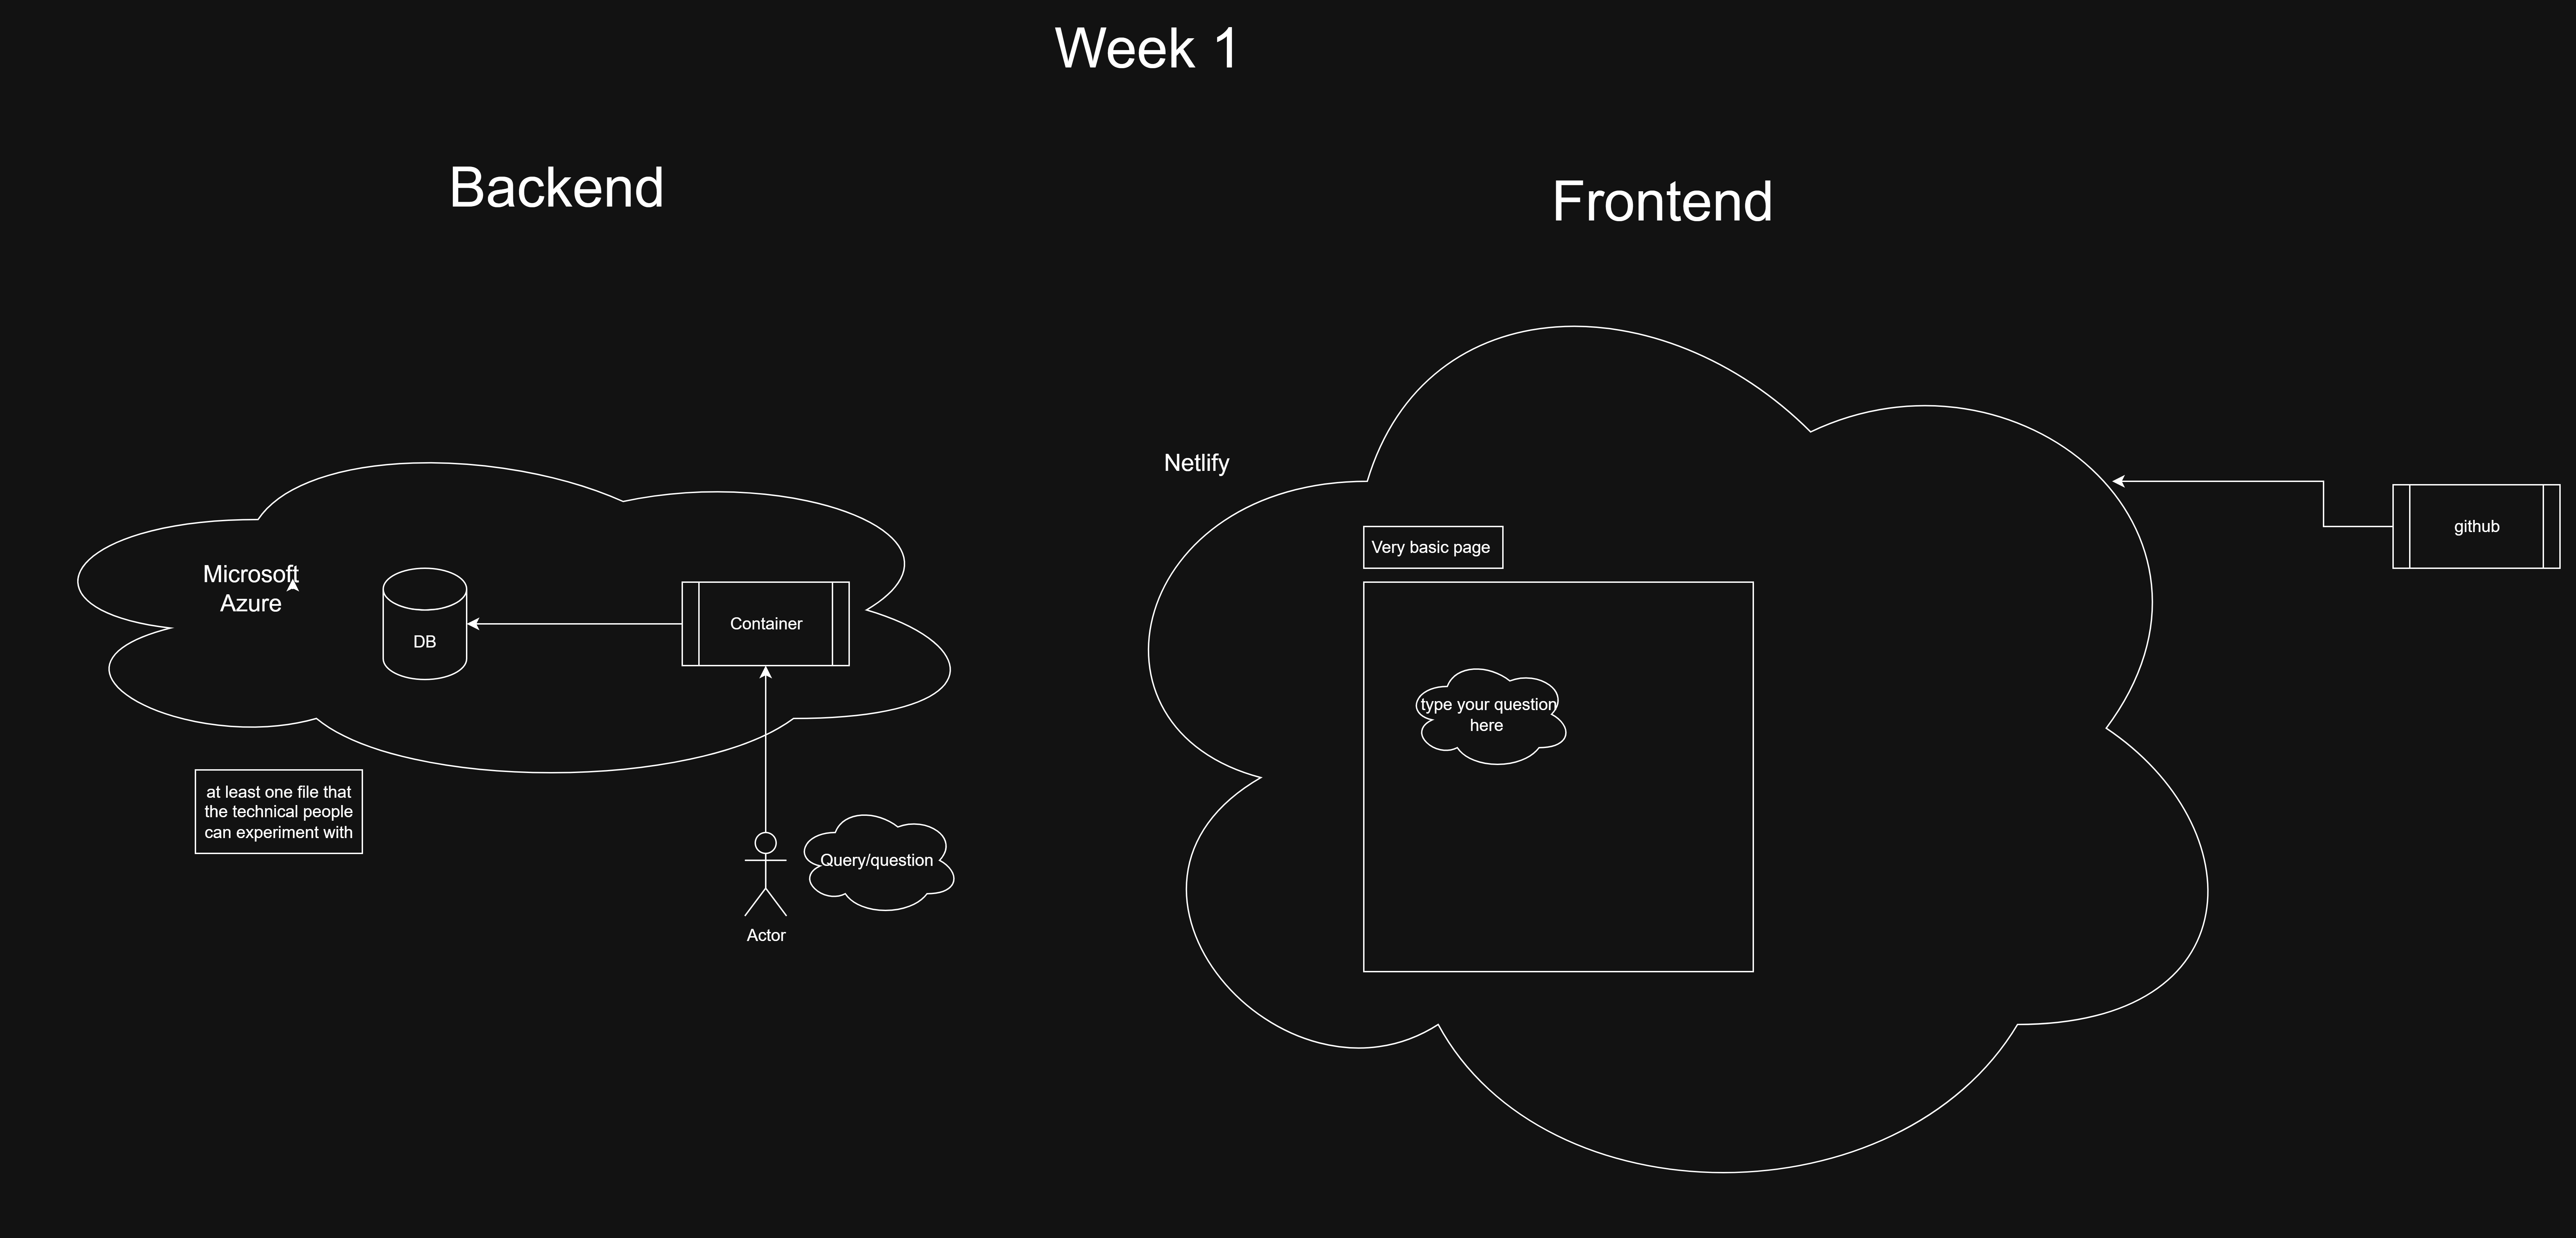 Week 1
Backend
Frontend
Microsoft
Azure
DB
Container
at least one file that
the technical people
can experiment with
Query/question
Actor
Netlify
Very basic page
type your question
here
github